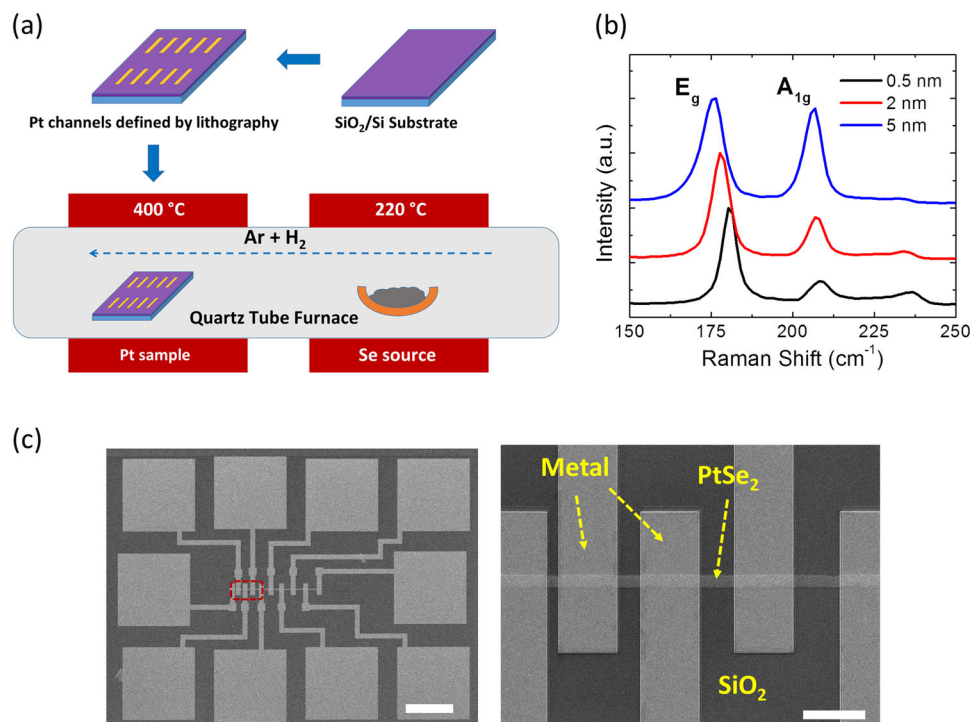 (a)
Pt channels defined by lithography
SiO₂/Si Substrate
400 °C
220 °C
Ar + H₂
Quartz Tube Furnace
Pt sample
Se source
(b)
E_g
A_1g
0.5 nm
2 nm
5 nm
Intensity (a.u.)
150 175 200 225 250
Raman Shift (cm⁻¹)
(c)
Metal
PtSe₂
SiO₂